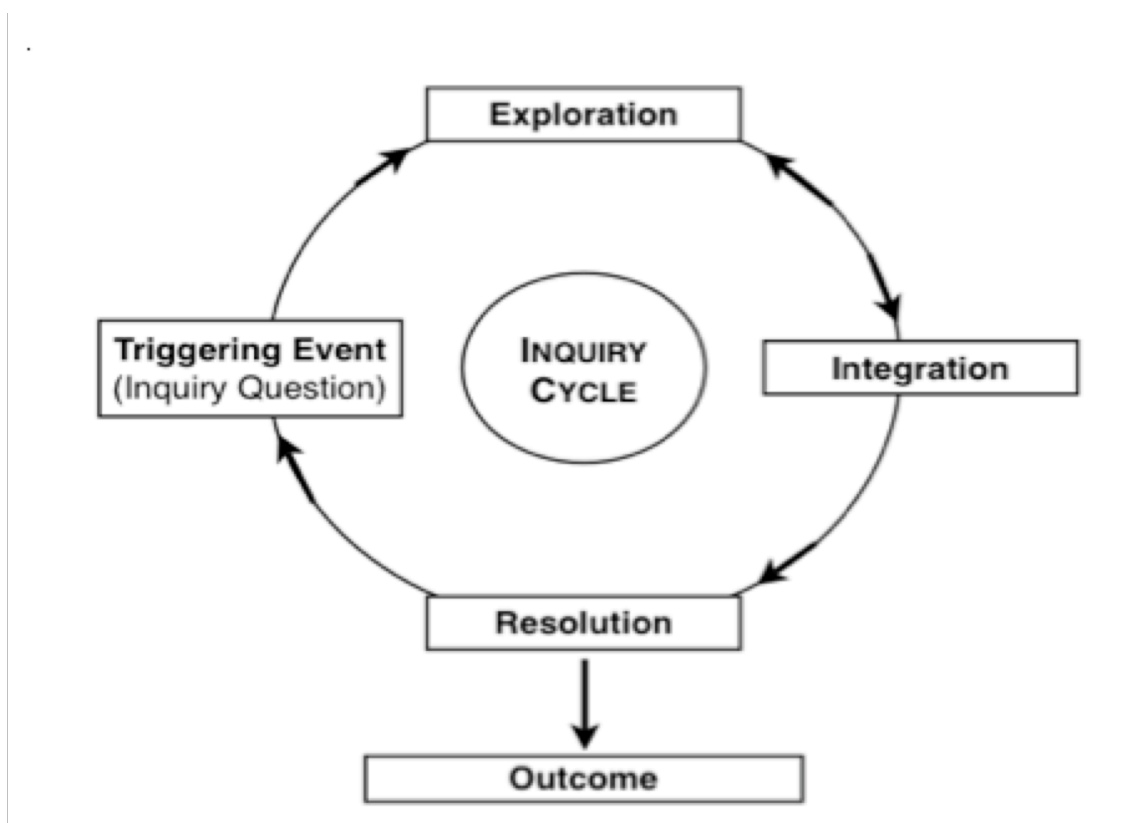 Exploration
Triggering Event
(Inquiry Question)
INQUIRY
CYCLE
Integration
Resolution
Outcome